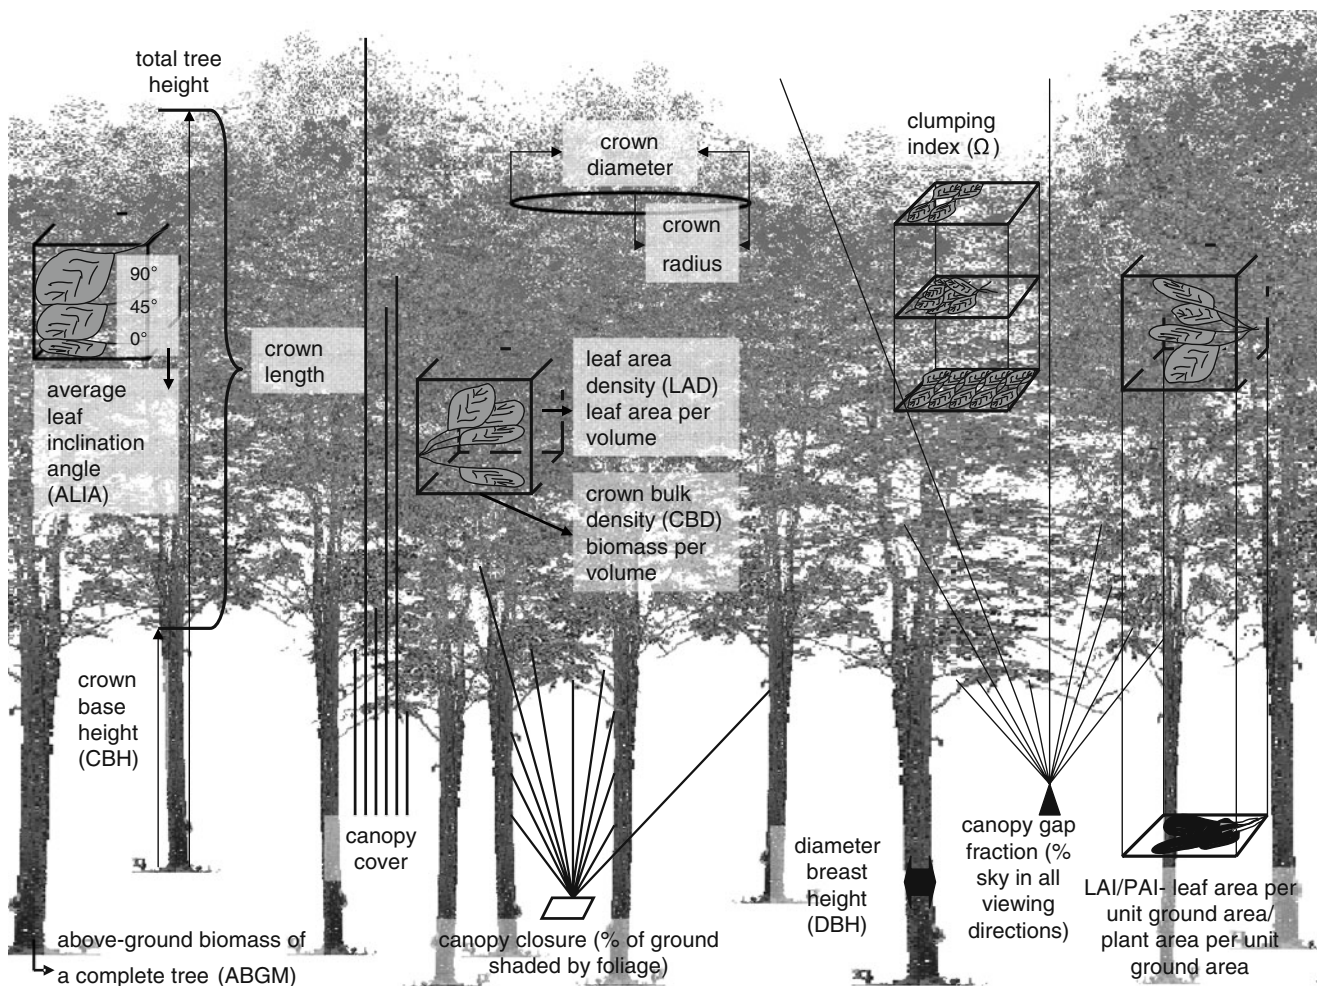 total tree
height
crown
diameter
crown
radius
clumping
index (Ω)
90°
45°
0°
average
leaf
inclination
angle
(ALIA)
crown
length
leaf area
density (LAD)
leaf area per
volume
crown bulk
density (CBD)
biomass per
volume
crown
base
height
(CBH)
canopy
cover
canopy closure (% of ground
shaded by foliage)
diameter
breast
height
(DBH)
canopy gap
fraction (%
sky in all
viewing
directions)
LAI/PAI- leaf area per
unit ground area/
plant area per unit
ground area
above-ground biomass of
a complete tree (ABGM)